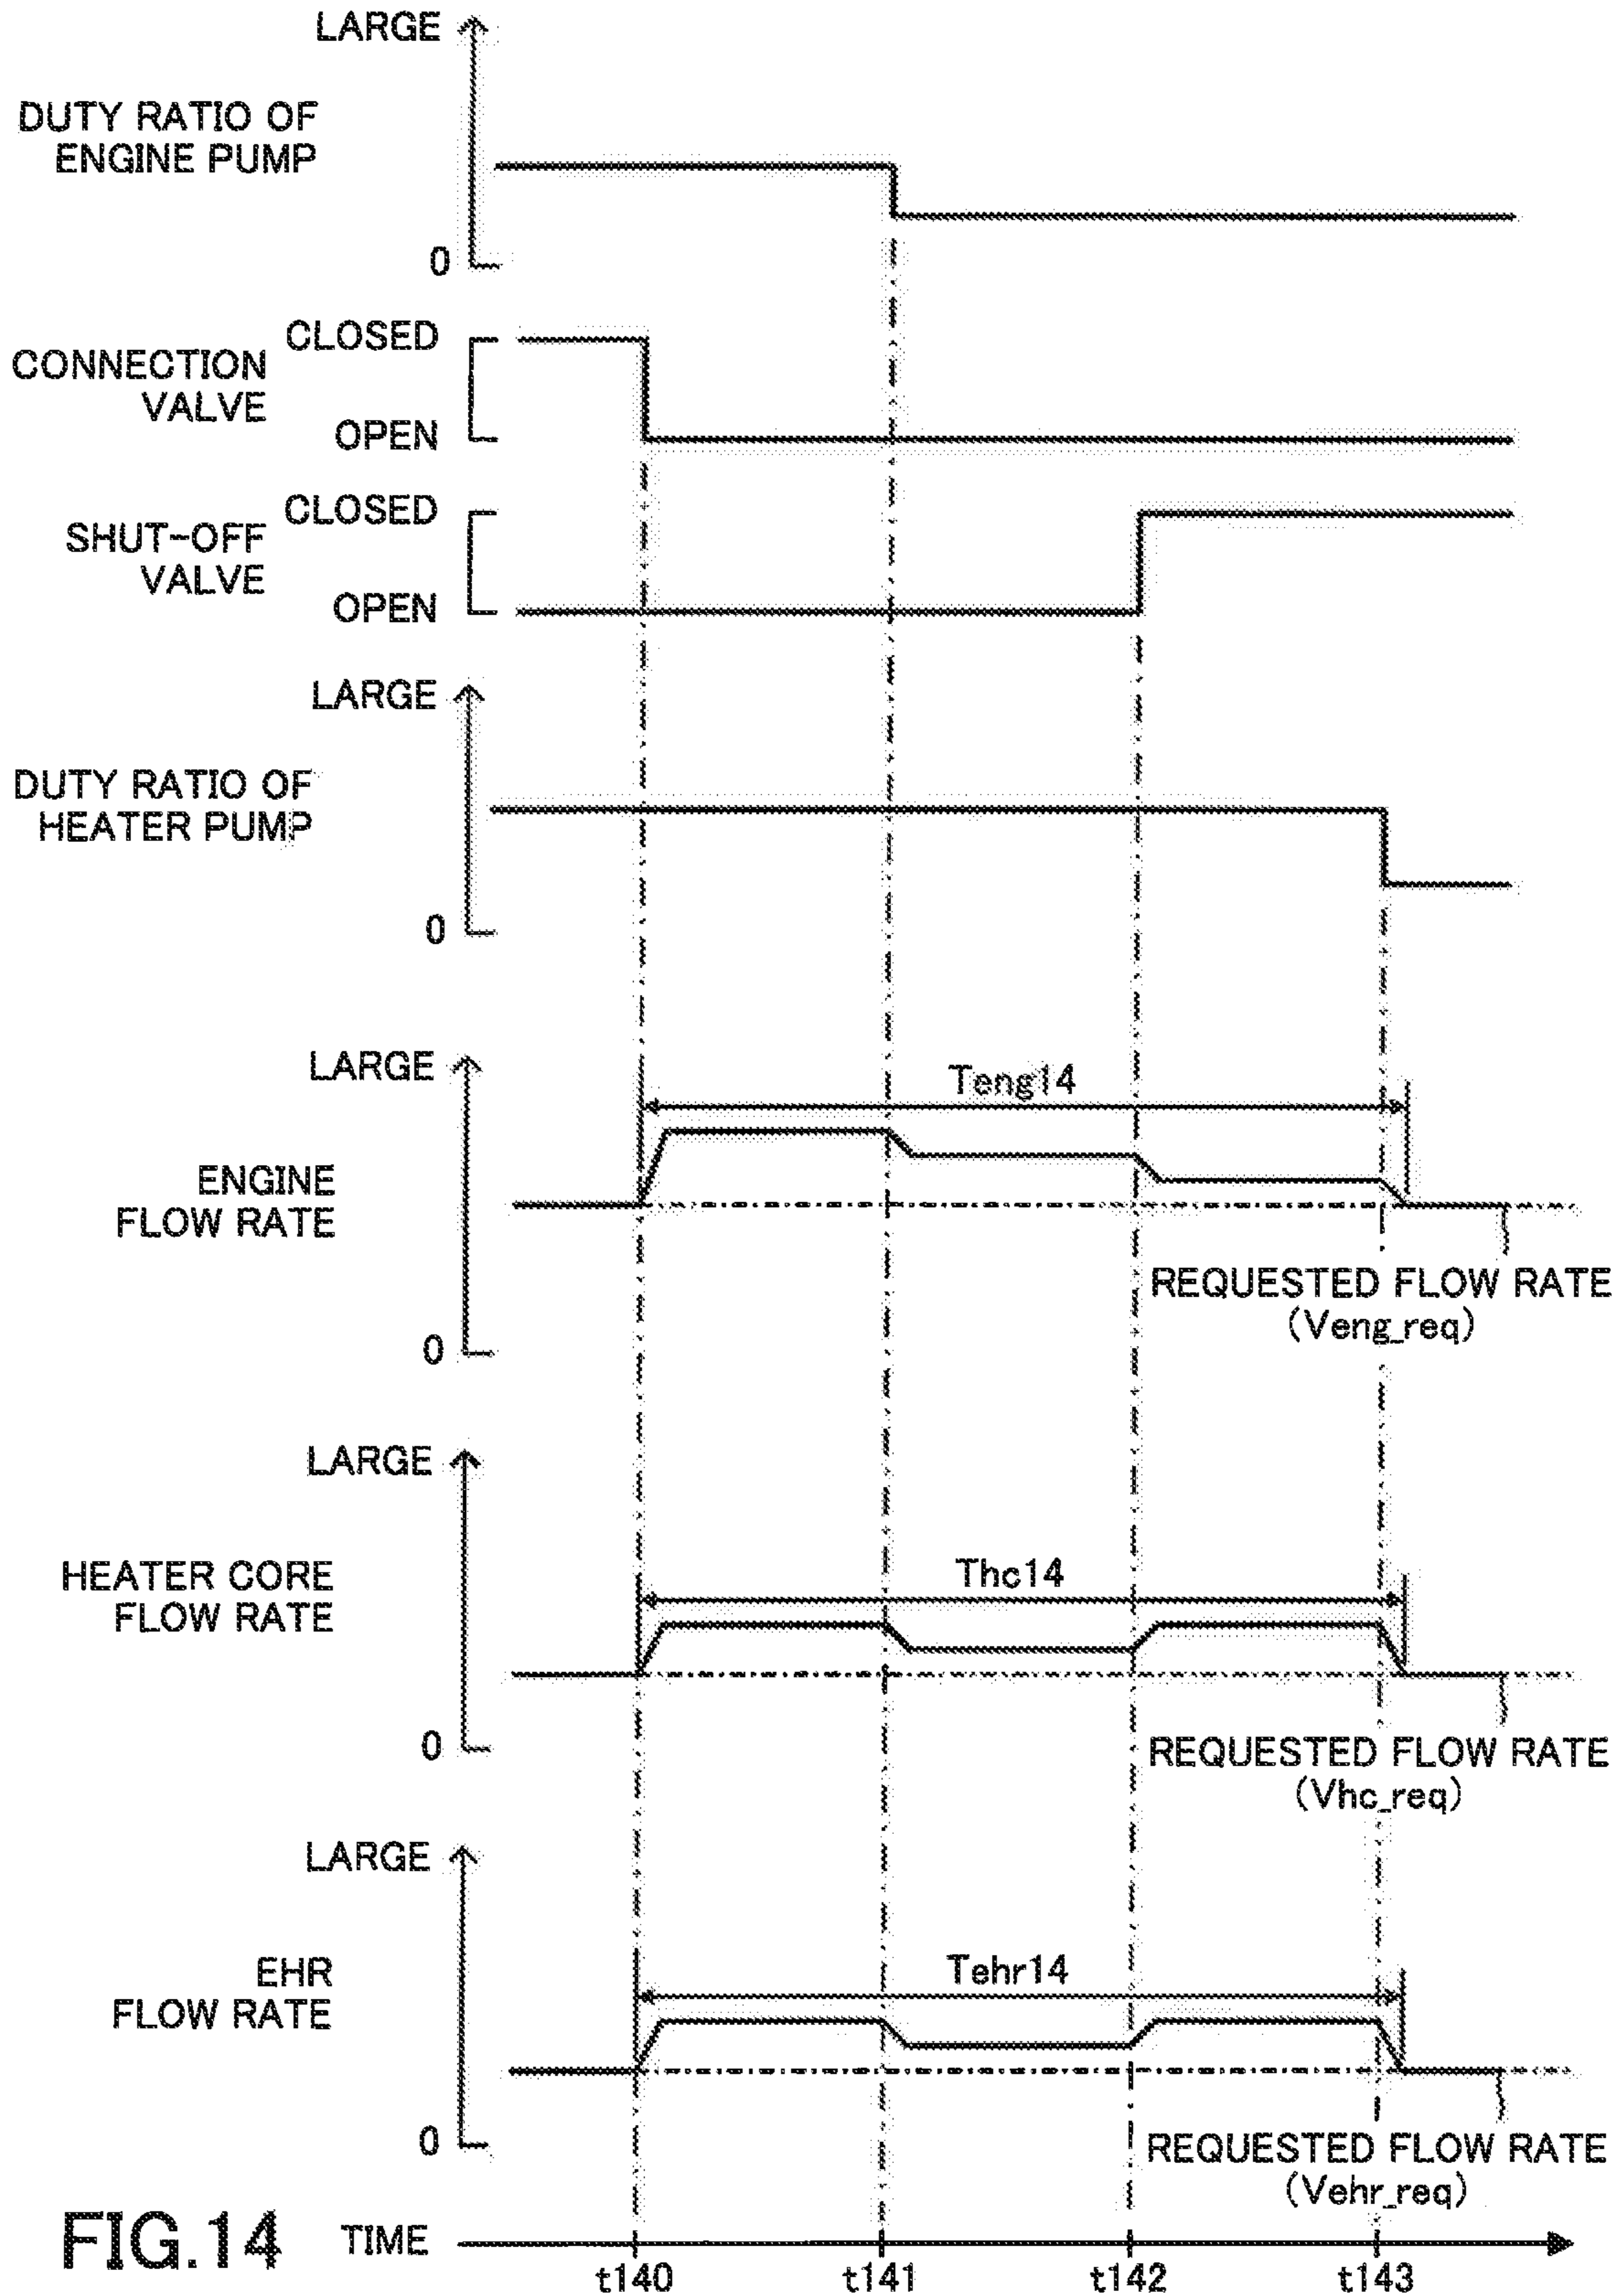 LARGE
DUTY RATIO OF
ENGINE PUMP
0
CLOSED
CONNECTION
VALVE
OPEN
CLOSED
SHUT-OFF
VALVE
OPEN
LARGE
DUTY RATIO OF
HEATER PUMP
0
LARGE
Teng14
ENGINE
FLOW RATE
REQUESTED FLOW RATE
(Veng_req)
0
LARGE
Thc14
HEATER CORE
FLOW RATE
0
REQUESTED FLOW RATE
(Vhc_req)
LARGE
Tehr14
EHR
FLOW RATE
0
REQUESTED FLOW RATE
(Vehr_req)
FIG.14
TIME
t140 t141 t142 t143